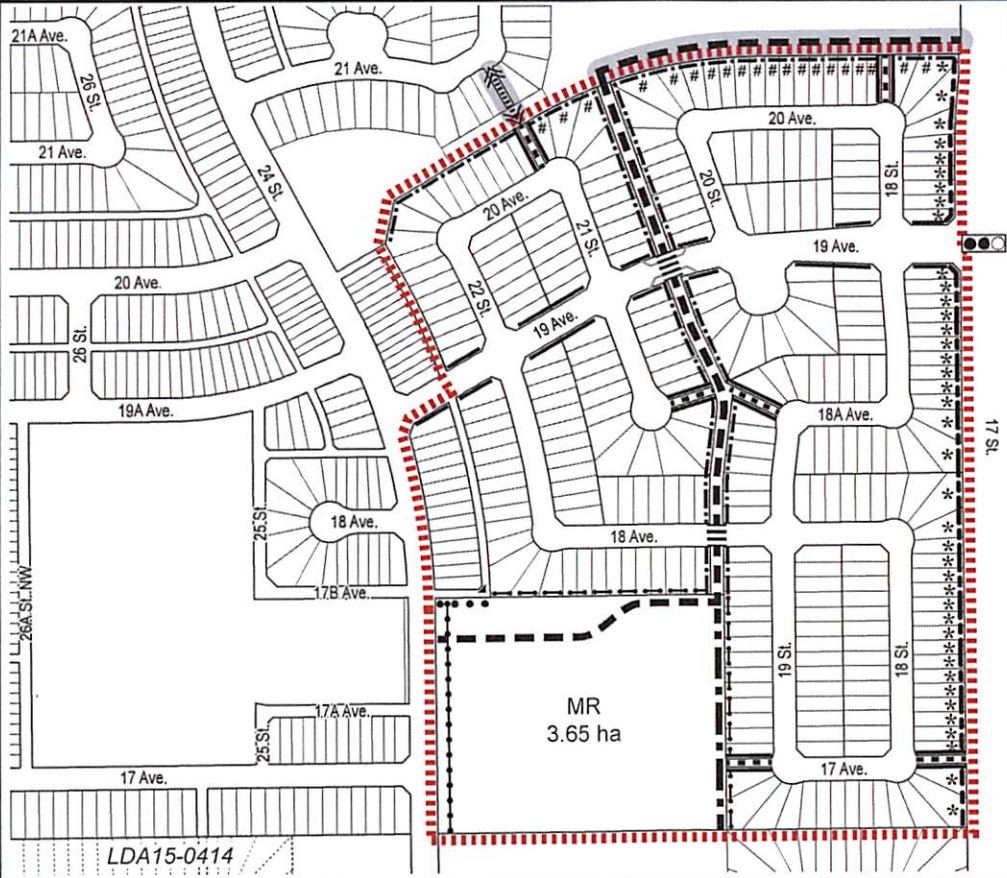 21A Ave.
26 St.
21 Ave.
21 Ave.
24 St.
20 Ave.
26 St.
19A Ave.
25 St.
18 Ave.
17B Ave.
26A St. NW
17A Ave.
25 St.
17 Ave.
LDA15-0414
20 Ave.
21 St.
22 St.
19 Ave.
20 Ave.
20 St.
18 St.
19 Ave.
17 St.
18A Ave.
18 Ave.
19 St.
18 St.
17 Ave.
MR
3.65 ha